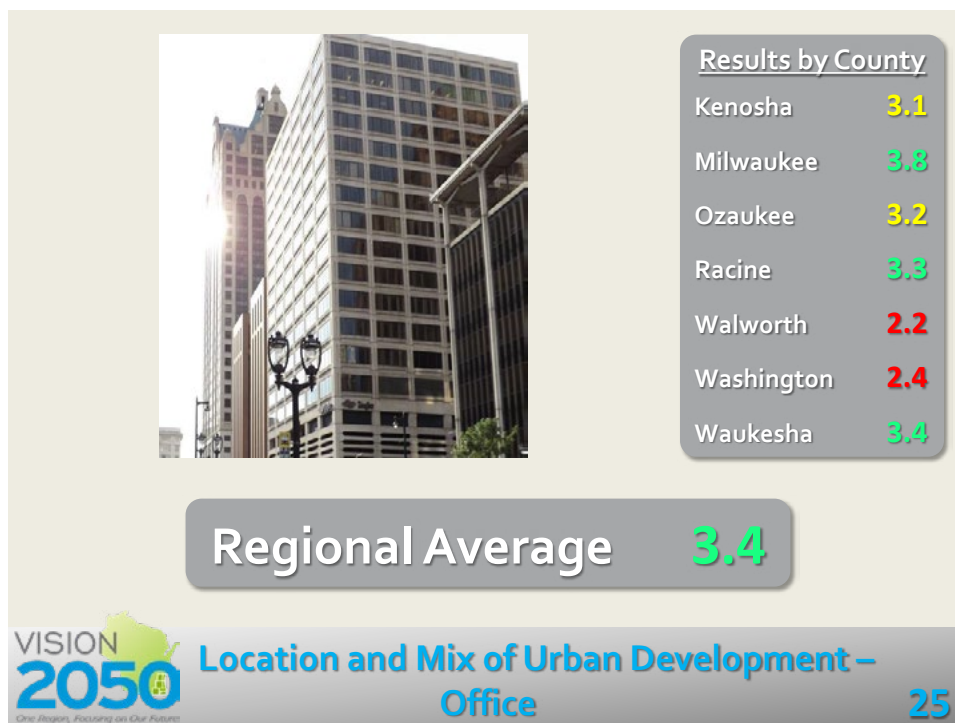 Results by County
Kenosha 3.1
Milwaukee 3.8
Ozaukee 3.2
Racine 3.3
Walworth 2.2
Washington 2.4
Waukesha 3.4
Regional Average 3.4
VISION
2050
One Region, Focusing on Our Future
Location and Mix of Urban Development –
Office
25